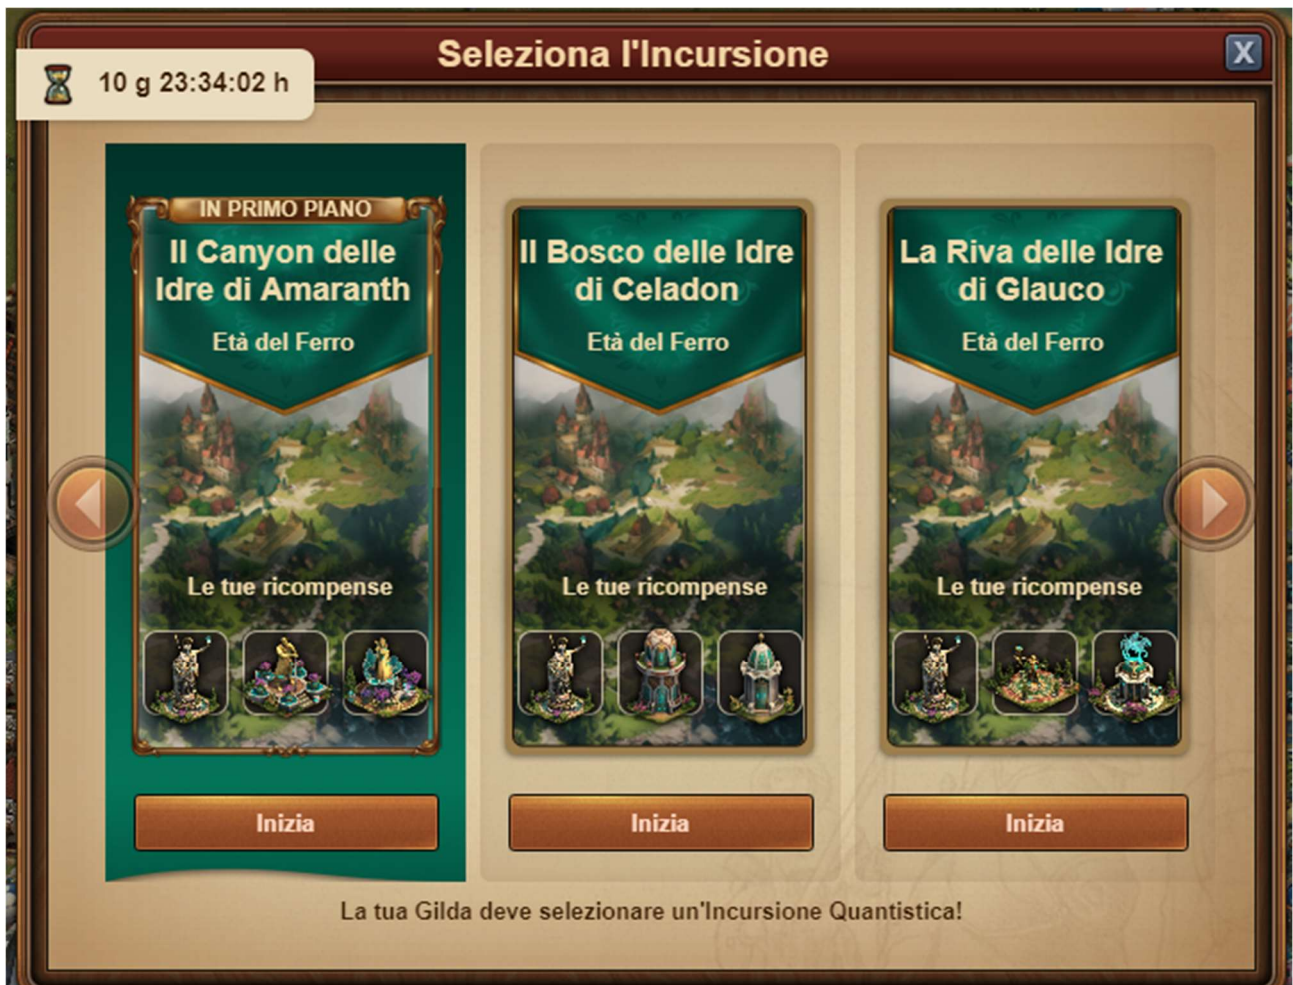 Seleziona l'Incursione
X
10 g 23:34:02 h
IN PRIMO PIANO
Il Canyon delle
Idre di Amaranth
Età del Ferro
Le tue ricompense
Inizia
Il Bosco delle Idre
di Celadon
Età del Ferro
Le tue ricompense
Inizia
La Riva delle Idre
di Glauco
Età del Ferro
Le tue ricompense
Inizia
La tua Gilda deve selezionare un'Incursione Quantistica!